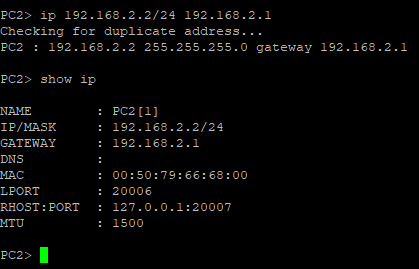 PC2> ip 192.168.2.2/24 192.168.2.1
Checking for duplicate address...
PC2 : 192.168.2.2 255.255.255.0 gateway 192.168.2.1
PC2> show ip
NAME        : PC2[1]
IP/MASK     : 192.168.2.2/24
GATEWAY     : 192.168.2.1
DNS         :
MAC         : 00:50:79:66:68:00
LPORT       : 20006
RHOST:PORT  : 127.0.0.1:20007
MTU         : 1500
PC2>